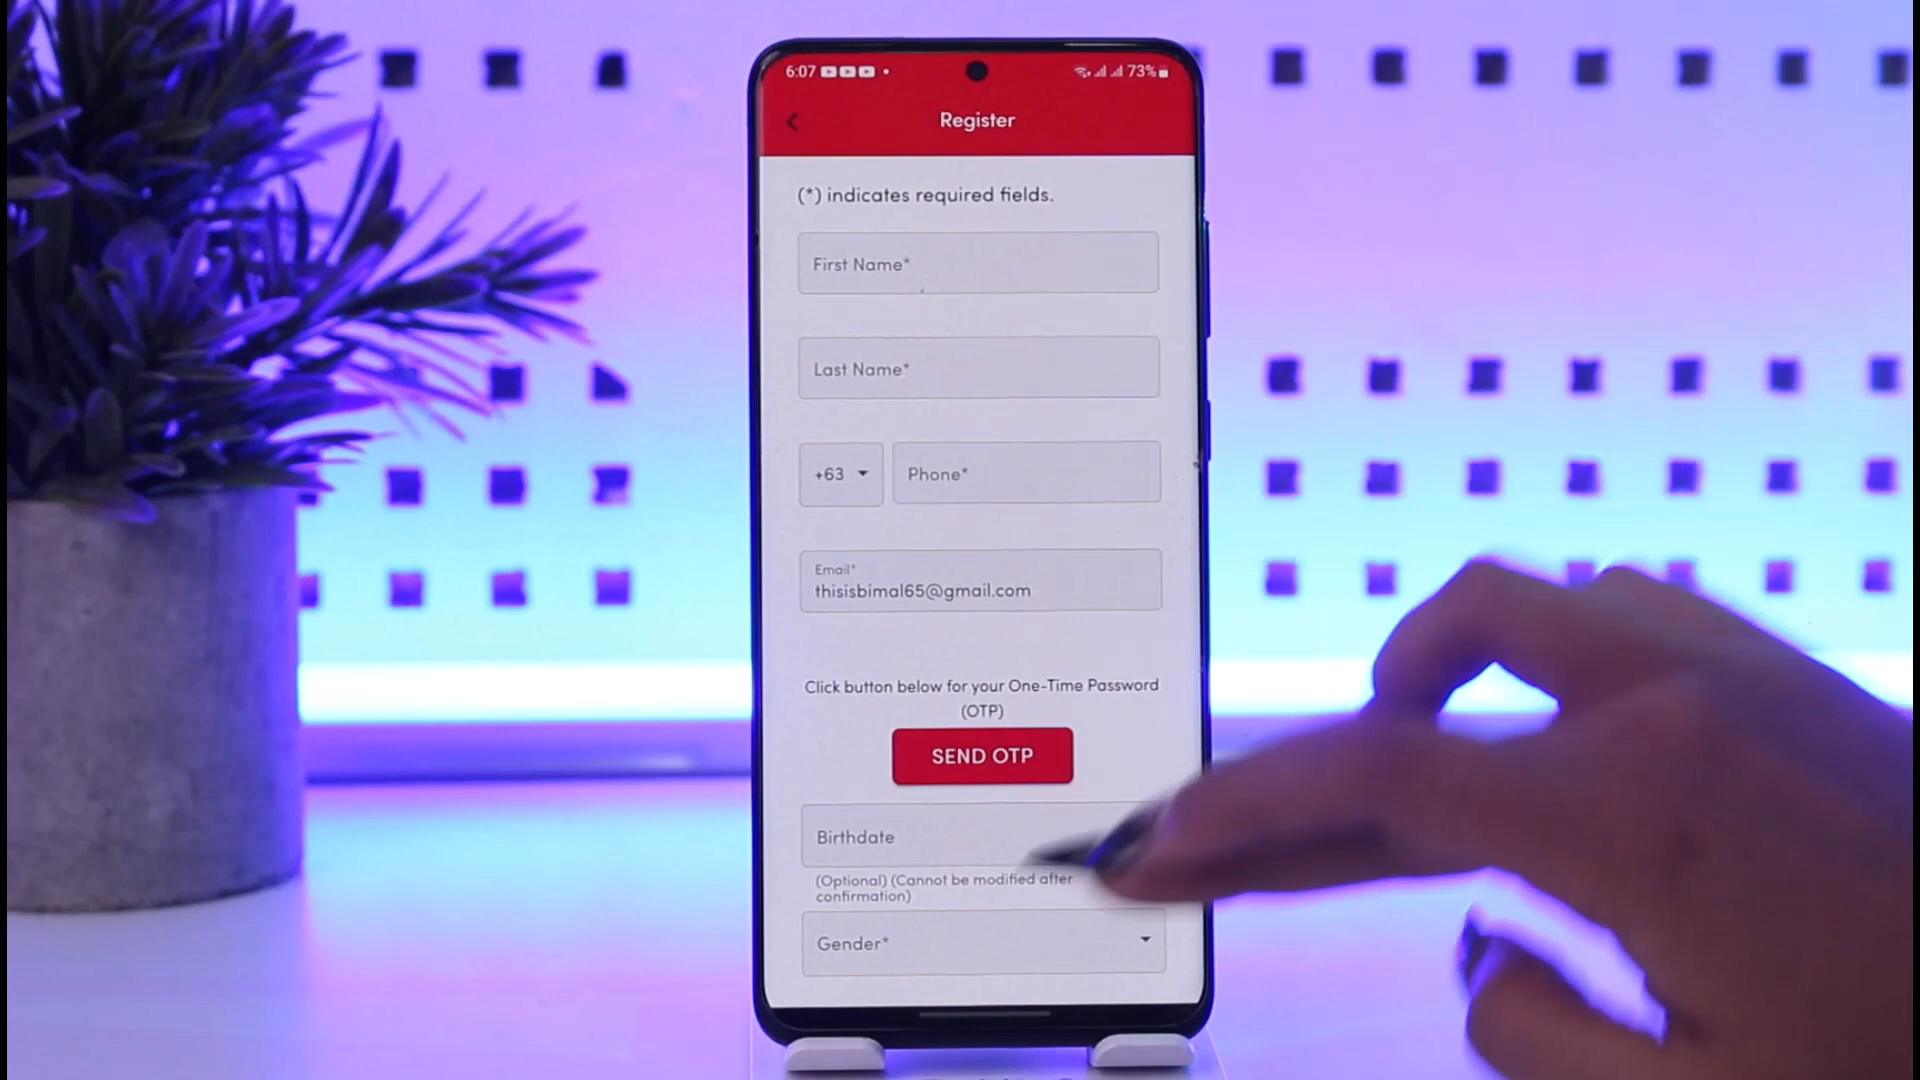 6:07
73%
Register
(*) indicates required fields.
First Name*
Last Name*
+63
Phone*
Email*
thisisbimal65@gmail.com
Click button below for your One-Time Password
(OTP)
SEND OTP
Birthdate
(Optional) (Cannot be modified after
confirmation)
Gender*